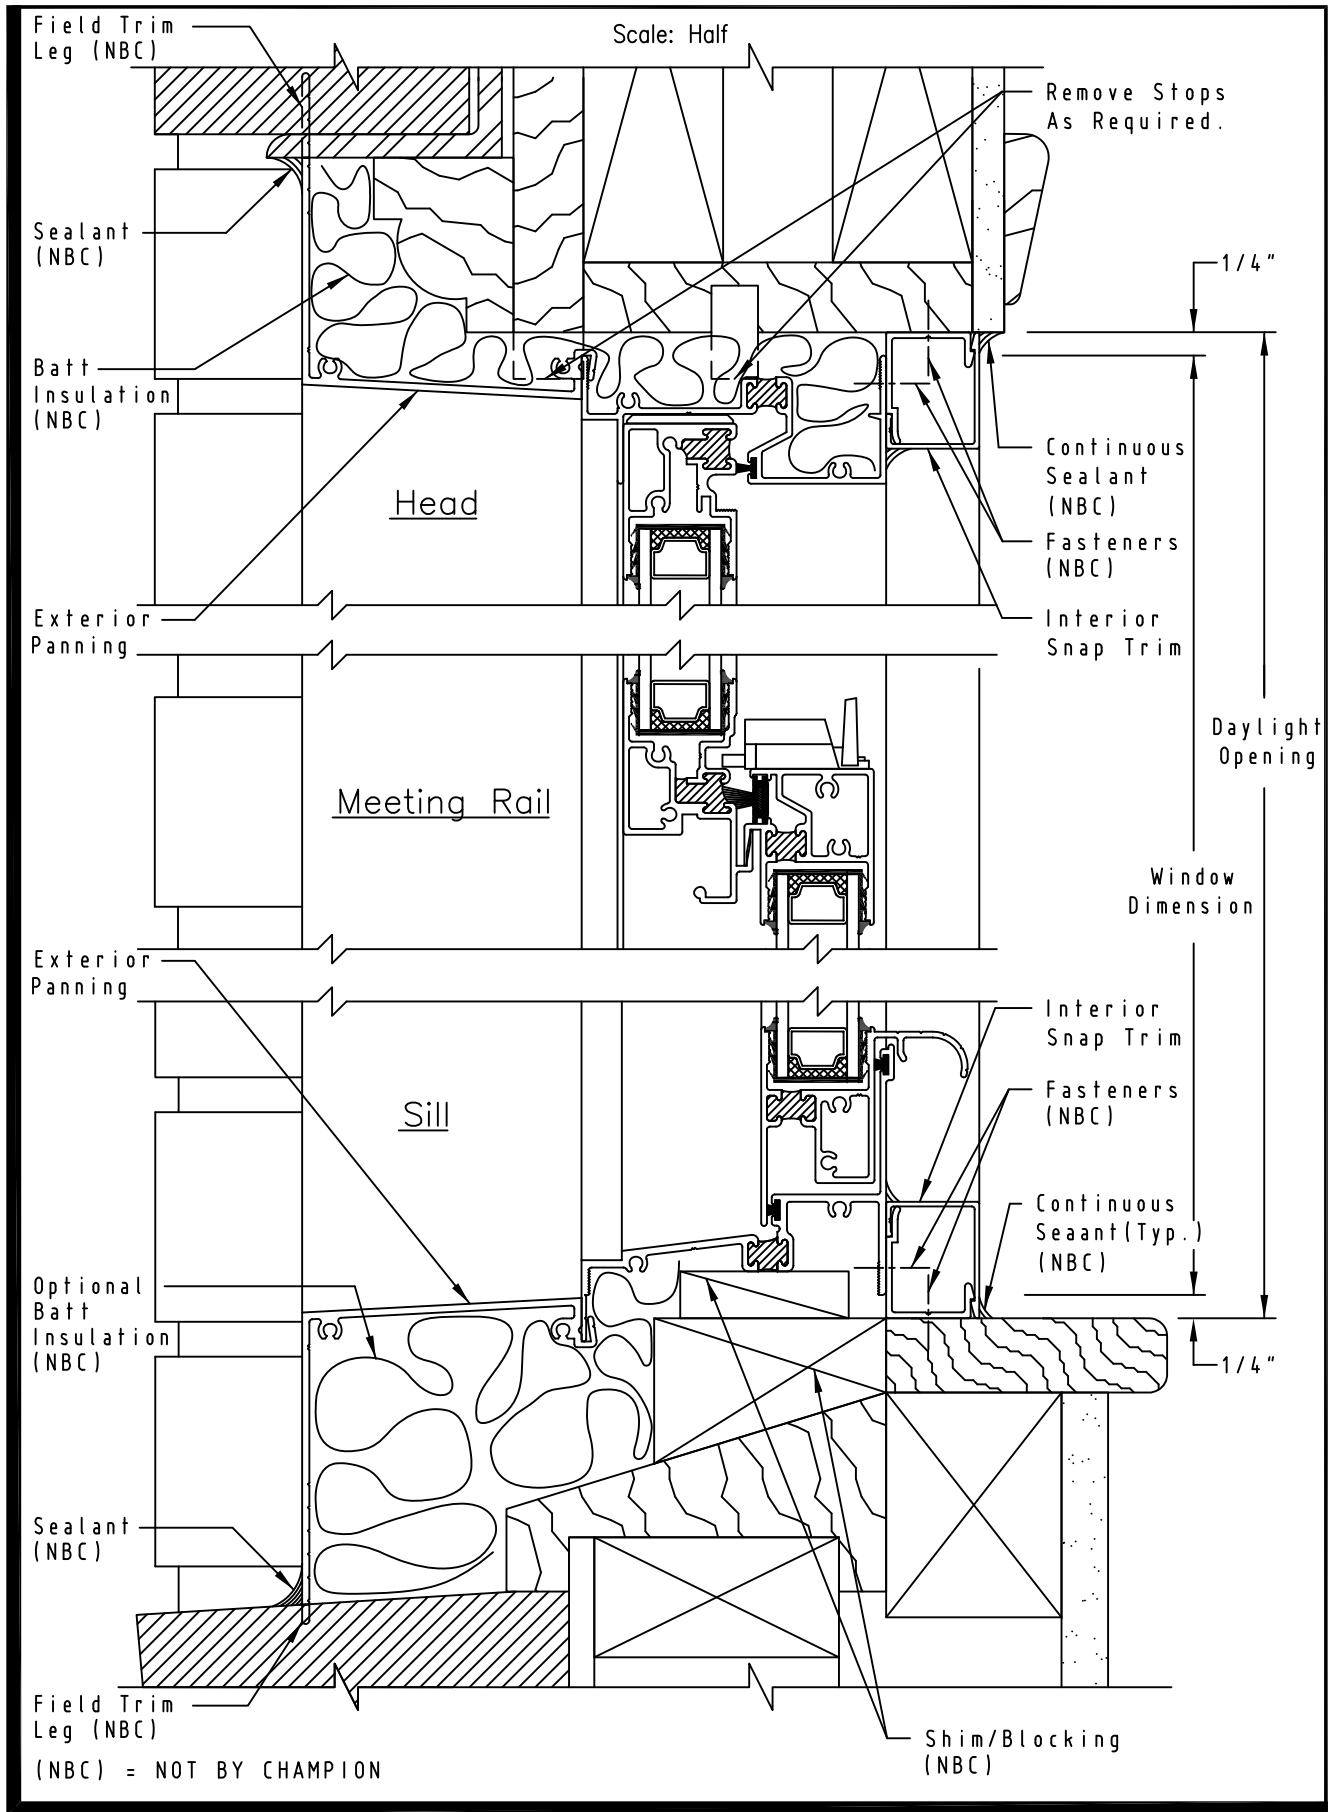 Scale: Half
Field Trim
Leg (NBC)
Remove Stops
As Required.
Sealant
(NBC)
1/4"
Batt
Insulation
(NBC)
Continuous
Sealant
(NBC)
Head
Fasteners
(NBC)
Exterior
Panning
Interior
Snap Trim
Daylight
Opening
Meeting Rail
Window
Dimension
Exterior
Panning
Interior
Snap Trim
Fasteners
(NBC)
Sill
Continuous
Seaant(Typ.)
(NBC)
Optional
Batt
Insulation
(NBC)
1/4"
Sealant
(NBC)
Field Trim
Leg (NBC)
Shim/Blocking
(NBC)
(NBC) = NOT BY CHAMPION